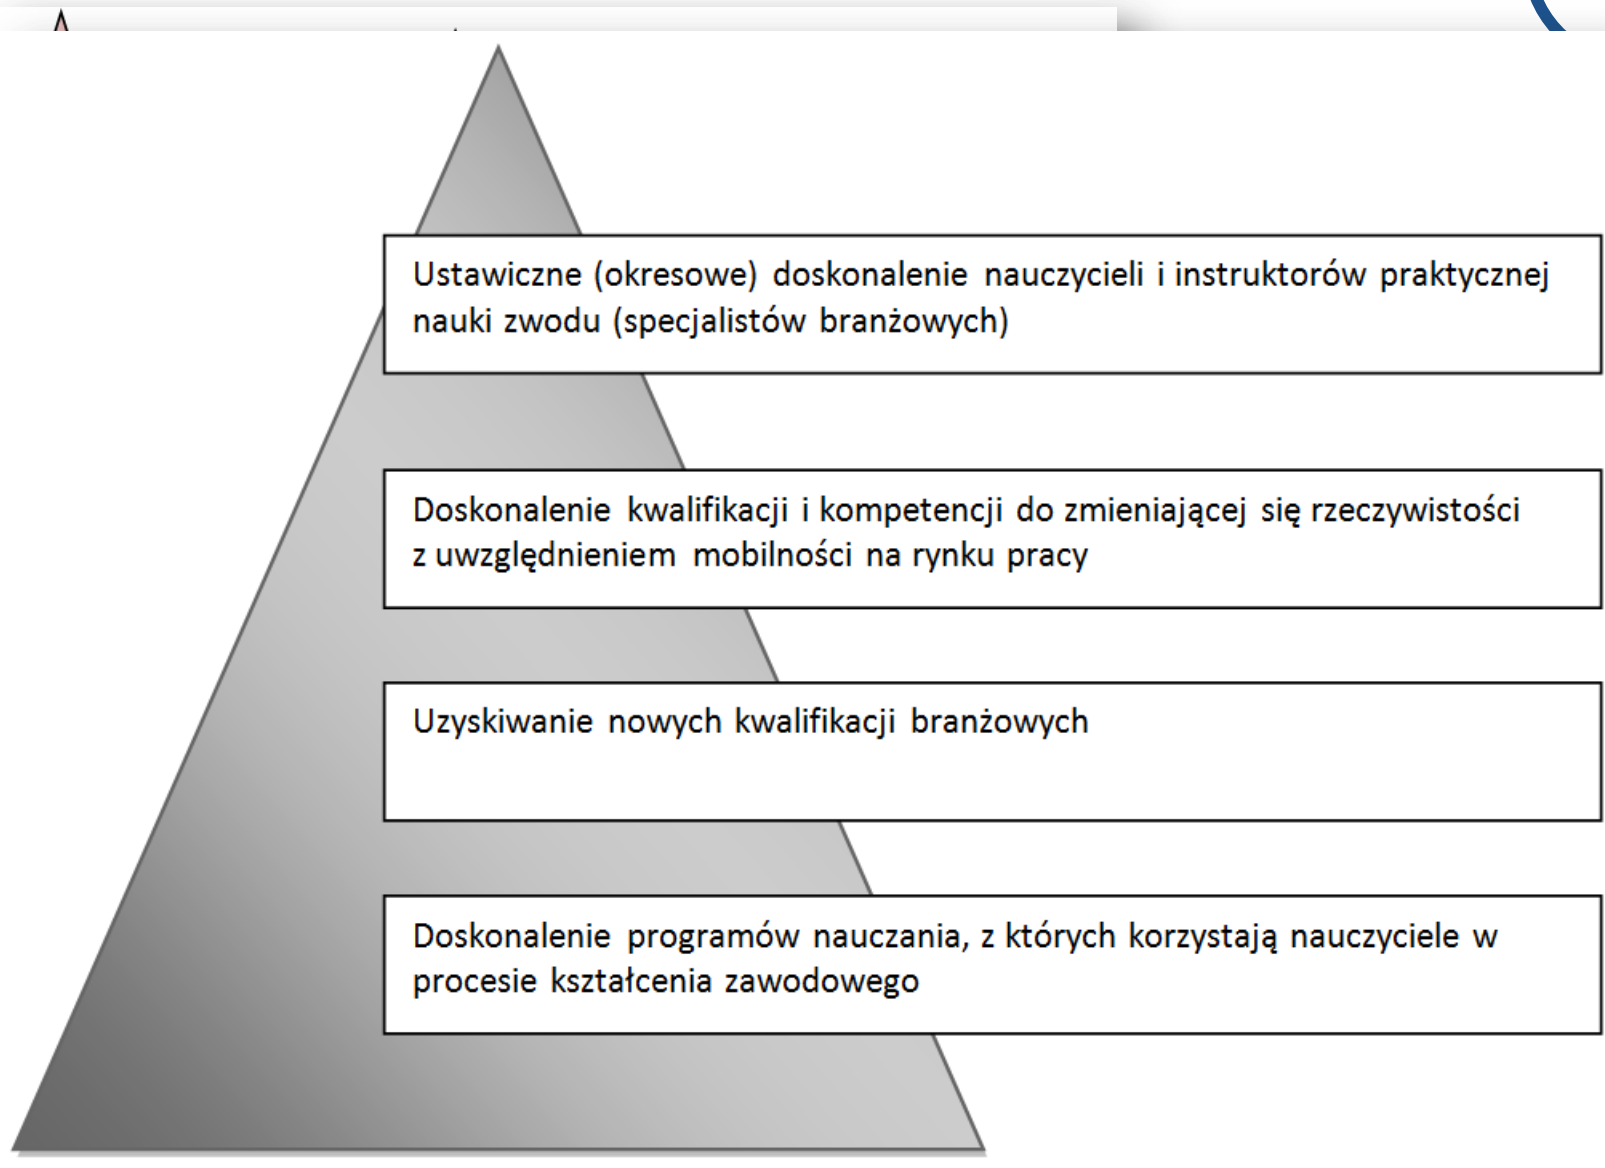 Ustawiczne (okresowe) doskonalenie nauczycieli i instruktorów praktycznej
nauki zwodu (specjalistów branżowych)
Doskonalenie kwalifikacji i kompetencji do zmieniającej się rzeczywistości
z uwzględnieniem mobilności na rynku pracy
Uzyskiwanie nowych kwalifikacji branżowych
Doskonalenie programów nauczania, z których korzystają nauczyciele w
procesie kształcenia zawodowego